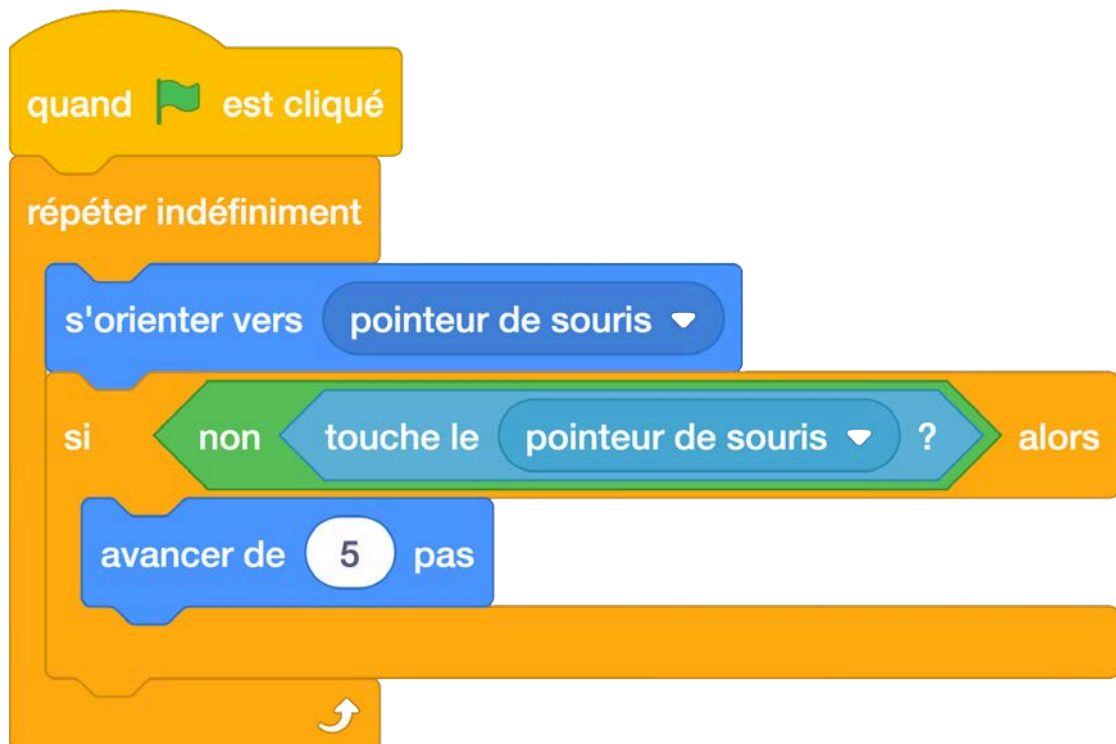 quand est cliqué
répéter indéfiniment
s'orienter vers pointeur de souris
si non touche le pointeur de souris ? alors
avancer de 5 pas